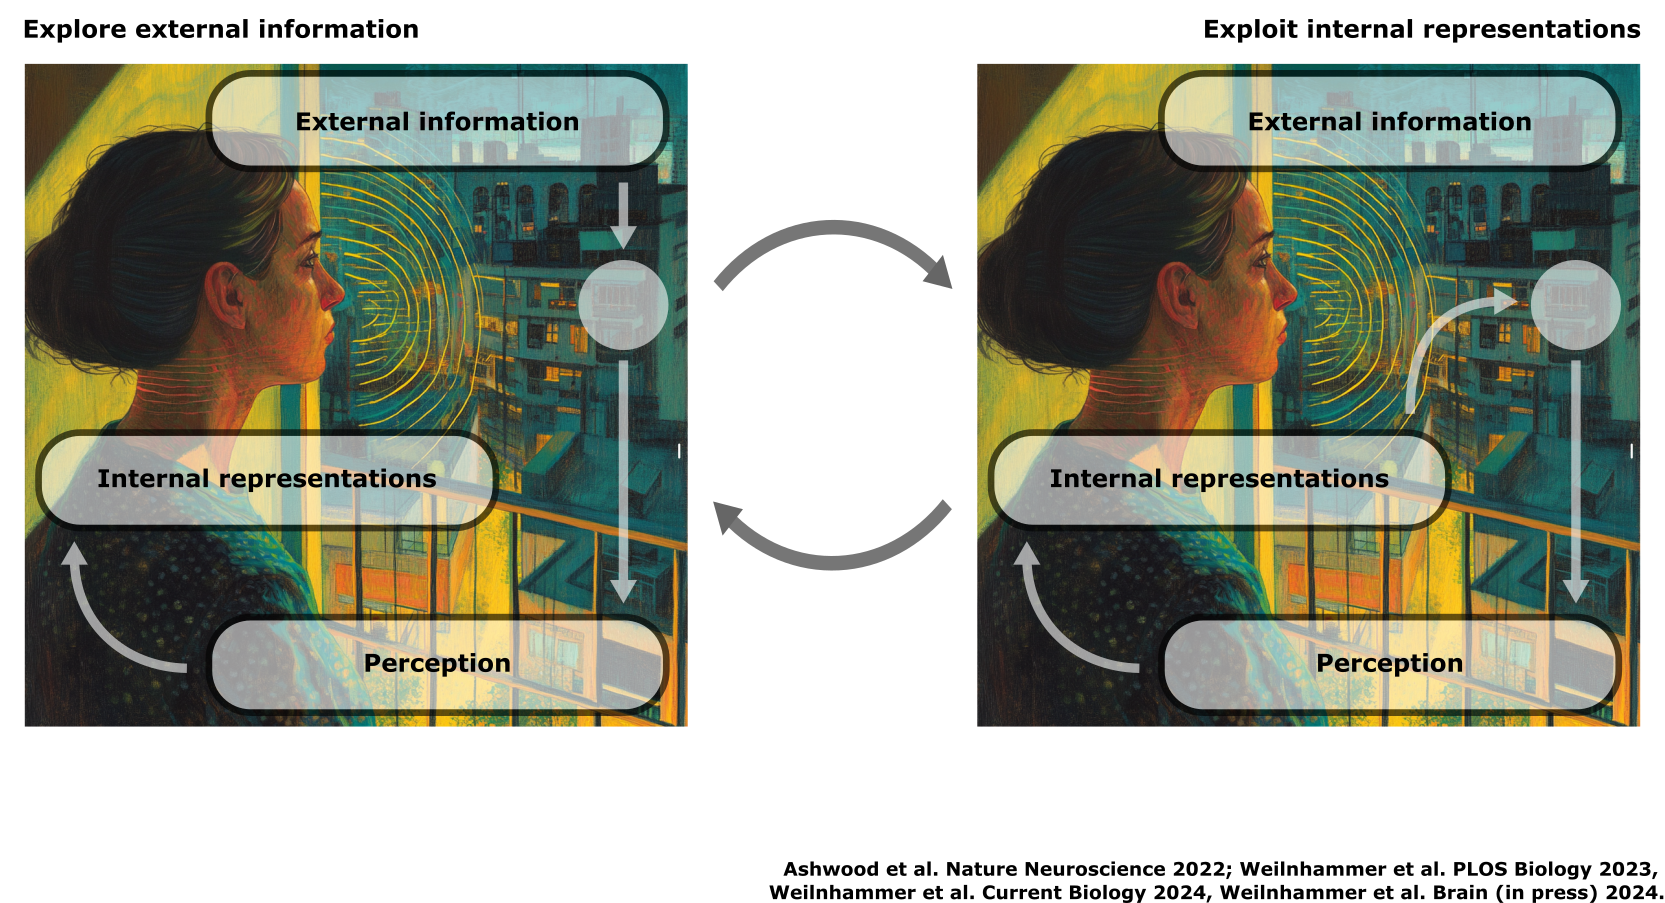 Explore external information
Exploit internal representations
External information
Internal representations
Perception
External information
Internal representations
Perception
Ashwood et al. Nature Neuroscience 2022; Weilnhammer et al. PLOS Biology 2023,
Weilnhammer et al. Current Biology 2024, Weilnhammer et al. Brain (in press) 2024.